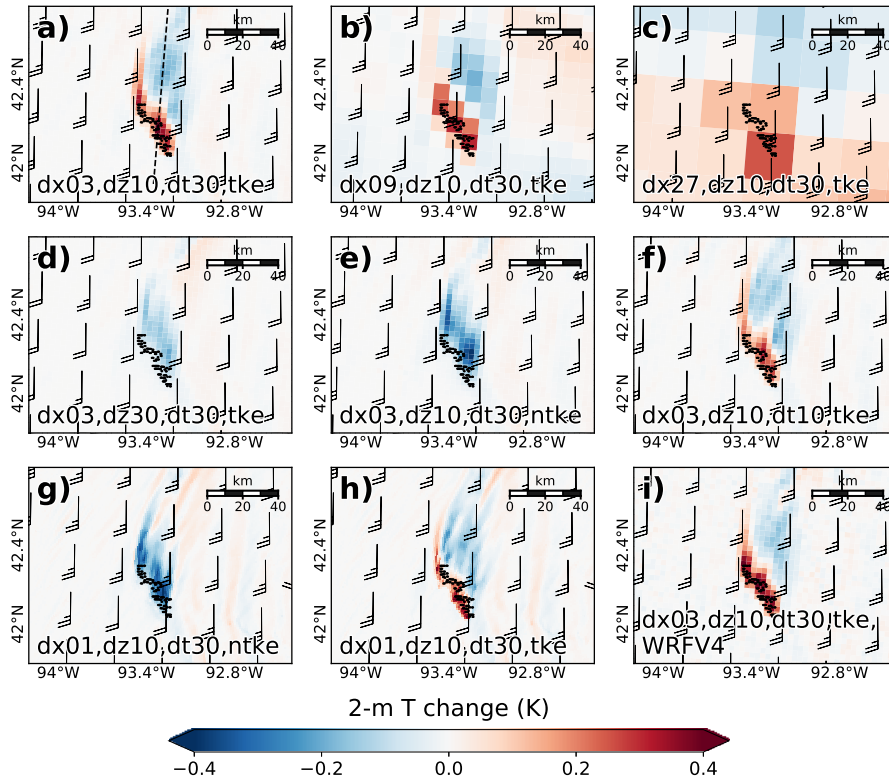 a)
km
0 20 40
42.4°N
42°N
dx03,dz10,dt30,tke
94°W 93.4°W 92.8°W
b)
km
0 20 40
42.4°N
42°N
dx09,dz10,dt30,tke
94°W 93.4°W 92.8°W
c)
km
0 20 40
42.4°N
42°N
dx27,dz10,dt30,tke
94°W 93.4°W 92.8°W
d)
km
0 20 40
42.4°N
42°N
dx03,dz30,dt30,tke
94°W 93.4°W 92.8°W
e)
km
0 20 40
42.4°N
42°N
dx03,dz10,dt30,ntke
94°W 93.4°W 92.8°W
f)
km
0 20 40
42.4°N
42°N
dx03,dz10,dt10,tke
94°W 93.4°W 92.8°W
g)
km
0 20 40
42.4°N
42°N
dx01,dz10,dt30,ntke
94°W 93.4°W 92.8°W
h)
km
0 20 40
42.4°N
42°N
dx01,dz10,dt30,tke
94°W 93.4°W 92.8°W
i)
km
0 20 40
42.4°N
42°N
dx03,dz10,dt30,tke,
WRFV4
94°W 93.4°W 92.8°W
2-m T change (K)
−0.4 −0.2 0.0 0.2 0.4